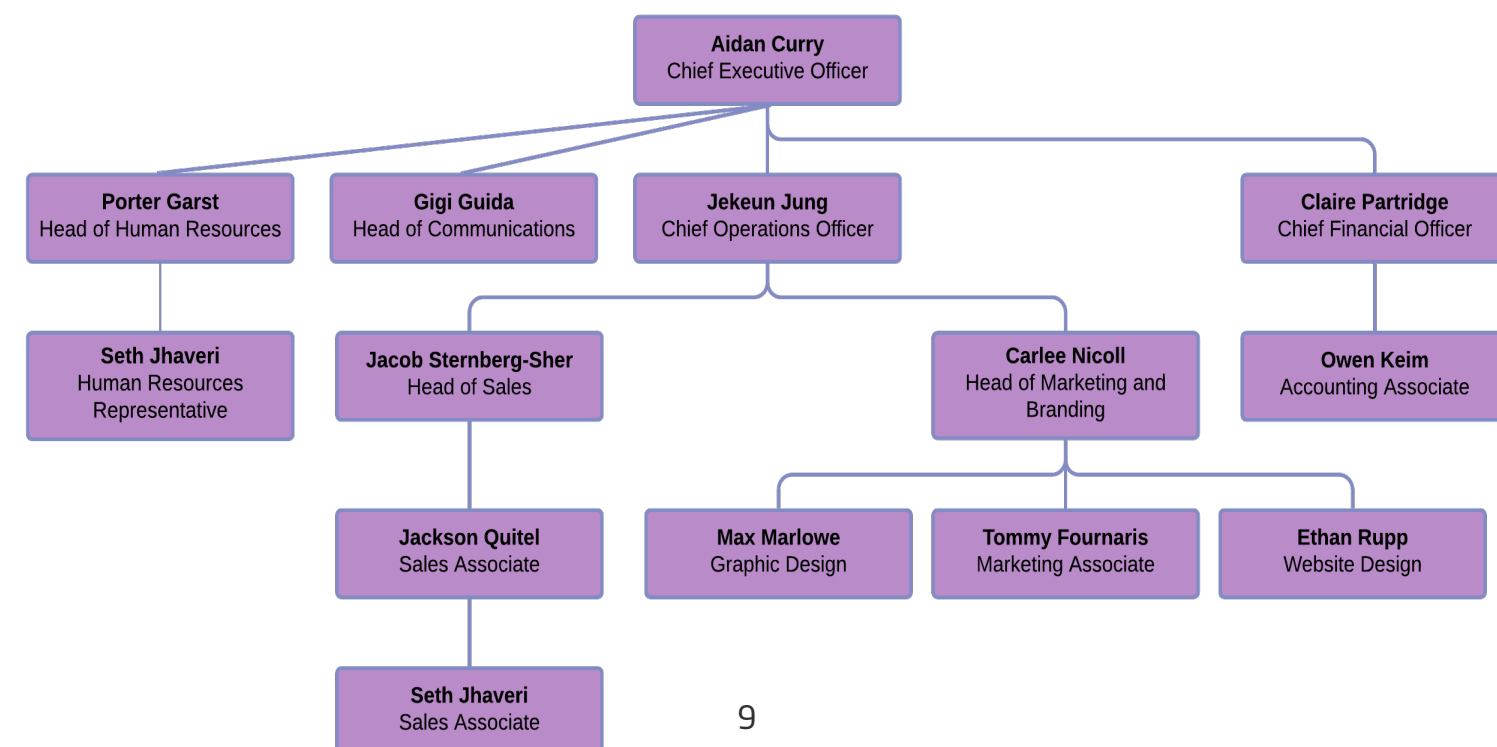 Aidan Curry
Chief Executive Officer
Porter Garst
Head of Human Resources
Gigi Guida
Head of Communications
Jekeun Jung
Chief Operations Officer
Claire Partridge
Chief Financial Officer
Seth Jhaveri
Human Resources
Representative
Jacob Sternberg-Sher
Head of Sales
Carlee Nicoll
Head of Marketing and
Branding
Owen Keim
Accounting Associate
Jackson Quitel
Sales Associate
Max Marlowe
Graphic Design
Tommy Fournaris
Marketing Associate
Ethan Rupp
Website Design
Seth Jhaveri
Sales Associate
9